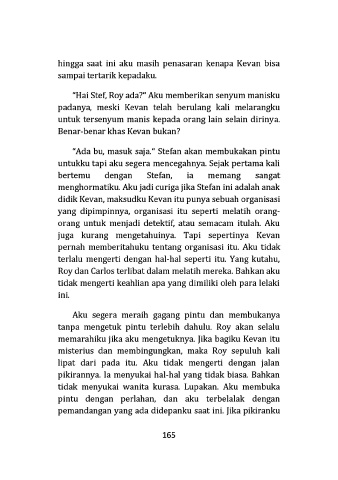 hingga saat ini aku masih penasaran kenapa Kevan bisa
sampai tertarik kepadaku.
"Hai Stef, Roy ada?" Aku memberikan senyum manisku
padanya, meski Kevan telah berulang kali melarangku
untuk tersenyum manis kepada orang lain selain dirinya.
Benar-benar khas Kevan bukan?
"Ada bu, masuk saja." Stefan akan membukakan pintu
untukku tapi aku segera mencegahnya. Sejak pertama kali
bertemu dengan Stefan, ia memang sangat
menghormatiku. Aku jadi curiga jika Stefan ini adalah anak
didik Kevan, maksudku Kevan itu punya sebuah organisasi
yang dipimpinnya, organisasi itu seperti melatih orang-
orang untuk menjadi detektif, atau semacam itulah. Aku
juga kurang mengetahuinya. Tapi sepertinya Kevan
pernah memberitahuku tentang organisasi itu. Aku tidak
terlalu mengerti dengan hal-hal seperti itu. Yang kutahu,
Roy dan Carlos terlibat dalam melatih mereka. Bahkan aku
tidak mengerti keahlian apa yang dimiliki oleh para lelaki
ini.
Aku segera meraih gagang pintu dan membukanya
tanpa mengetuk pintu terlebih dahulu. Roy akan selalu
memarahiku jika aku mengetuknya. Jika bagiku Kevan itu
misterius dan membingungkan, maka Roy sepuluh kali
lipat dari pada itu. Aku tidak mengerti dengan jalan
pikirannya. Ia menyukai hal-hal yang tidak biasa. Bahkan
tidak menyukai wanita kurasa. Lupakan. Aku membuka
pintu dengan perlahan, dan aku terbelalak dengan
pemandangan yang ada didepanku saat ini. Jika pikiranku
165